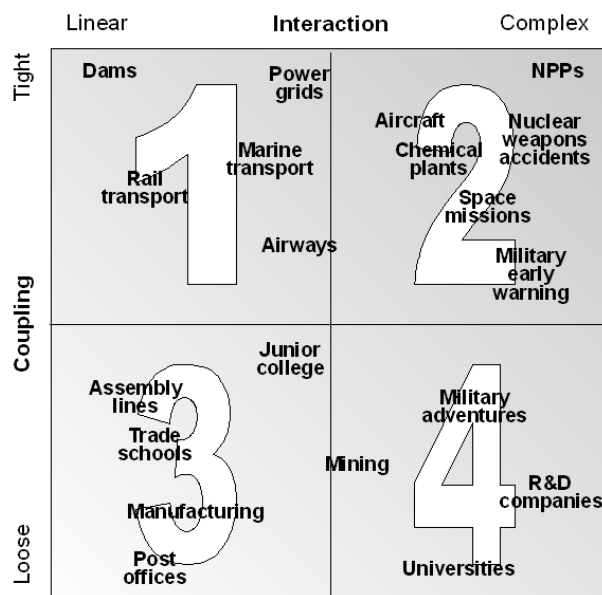 Linear
Interaction
Complex
Tight
Coupling
Loose
1
Dams
Power
grids
Marine
transport
Rail
transport
Airways
2
NPPs
Aircraft
Nuclear
weapons
accidents
Chemical
plants
Space
missions
Military
early
warning
3
Junior
college
Assembly
lines
Trade
schools
Manufacturing
Post
offices
4
Military
adventures
Mining
R&D
companies
Universities